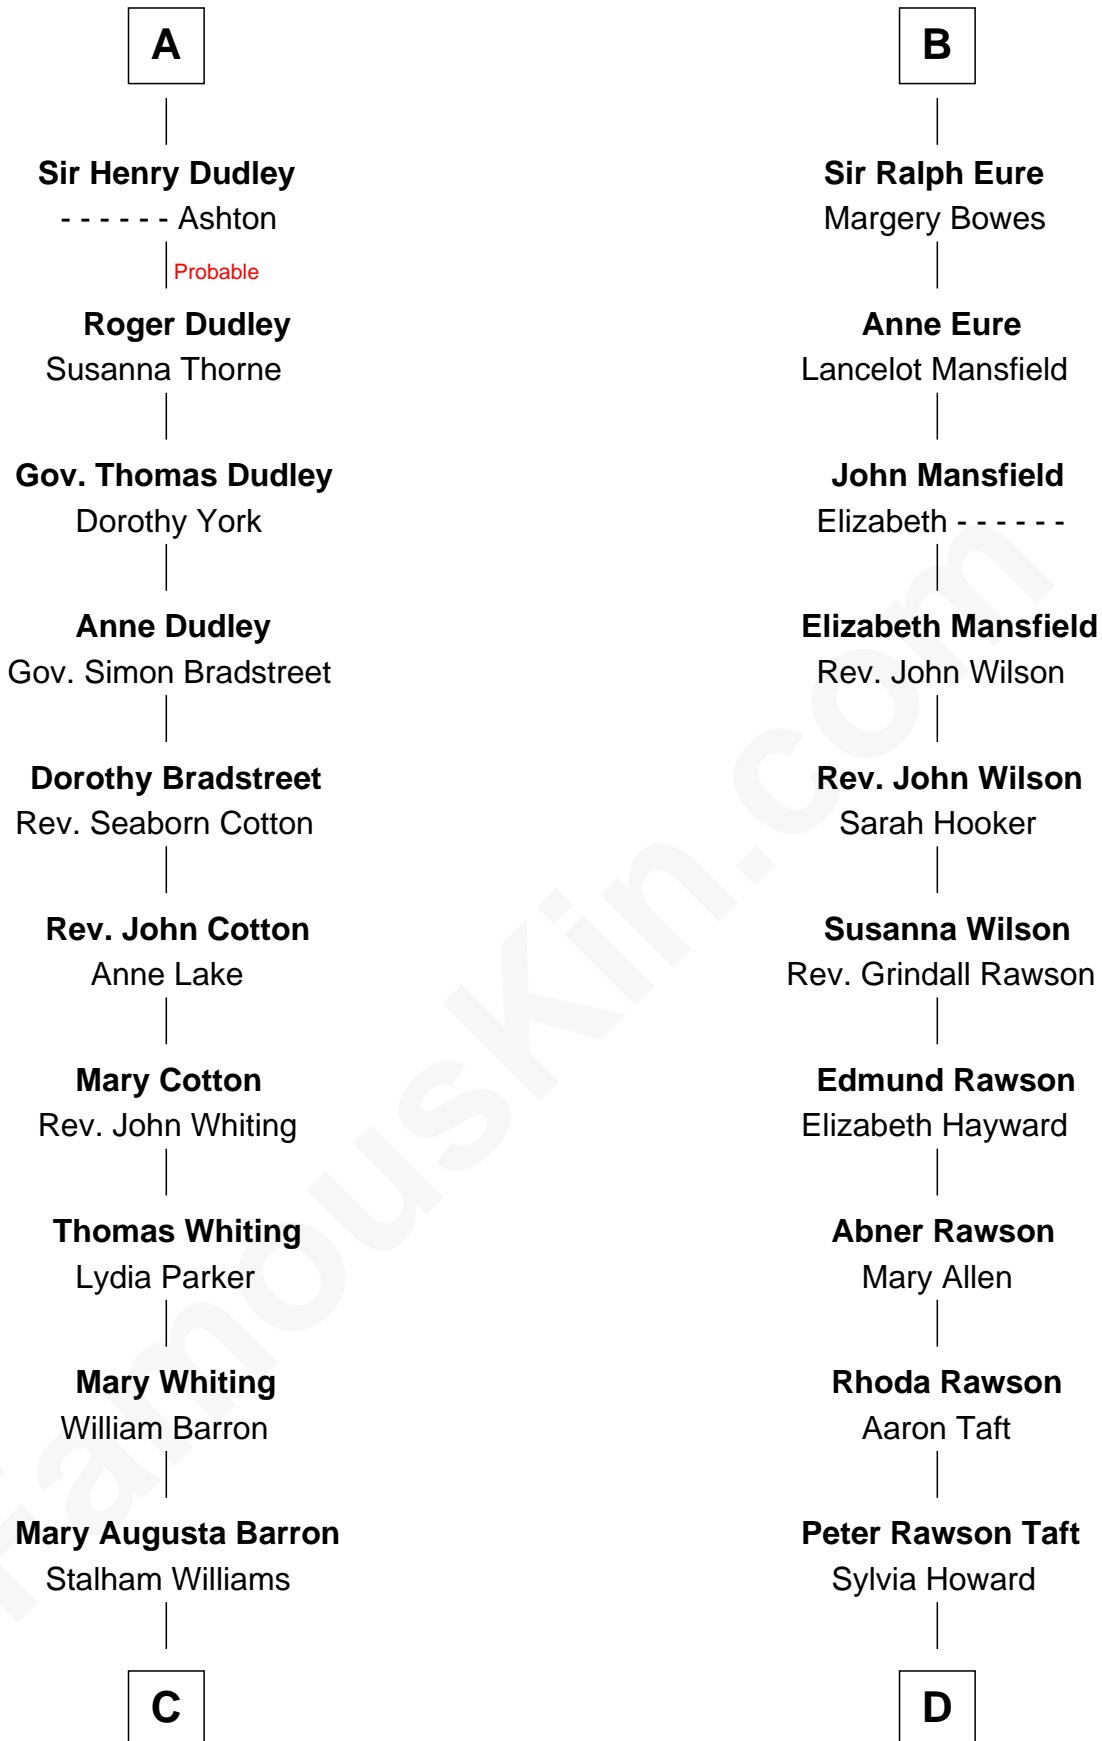 A
Sir Henry Dudley
- - - - - - Ashton
Probable
Roger Dudley
Susanna Thorne
Gov. Thomas Dudley
Dorothy York
Anne Dudley
Gov. Simon Bradstreet
Dorothy Bradstreet
Rev. Seaborn Cotton
Rev. John Cotton
Anne Lake
Mary Cotton
Rev. John Whiting
Thomas Whiting
Lydia Parker
Mary Whiting
William Barron
Mary Augusta Barron
Stalham Williams
C
B
Sir Ralph Eure
Margery Bowes
Anne Eure
Lancelot Mansfield
John Mansfield
Elizabeth - - - - - -
Elizabeth Mansfield
Rev. John Wilson
Rev. John Wilson
Sarah Hooker
Susanna Wilson
Rev. Grindall Rawson
Edmund Rawson
Elizabeth Hayward
Abner Rawson
Mary Allen
Rhoda Rawson
Aaron Taft
Peter Rawson Taft
Sylvia Howard
D
FamousKin.com